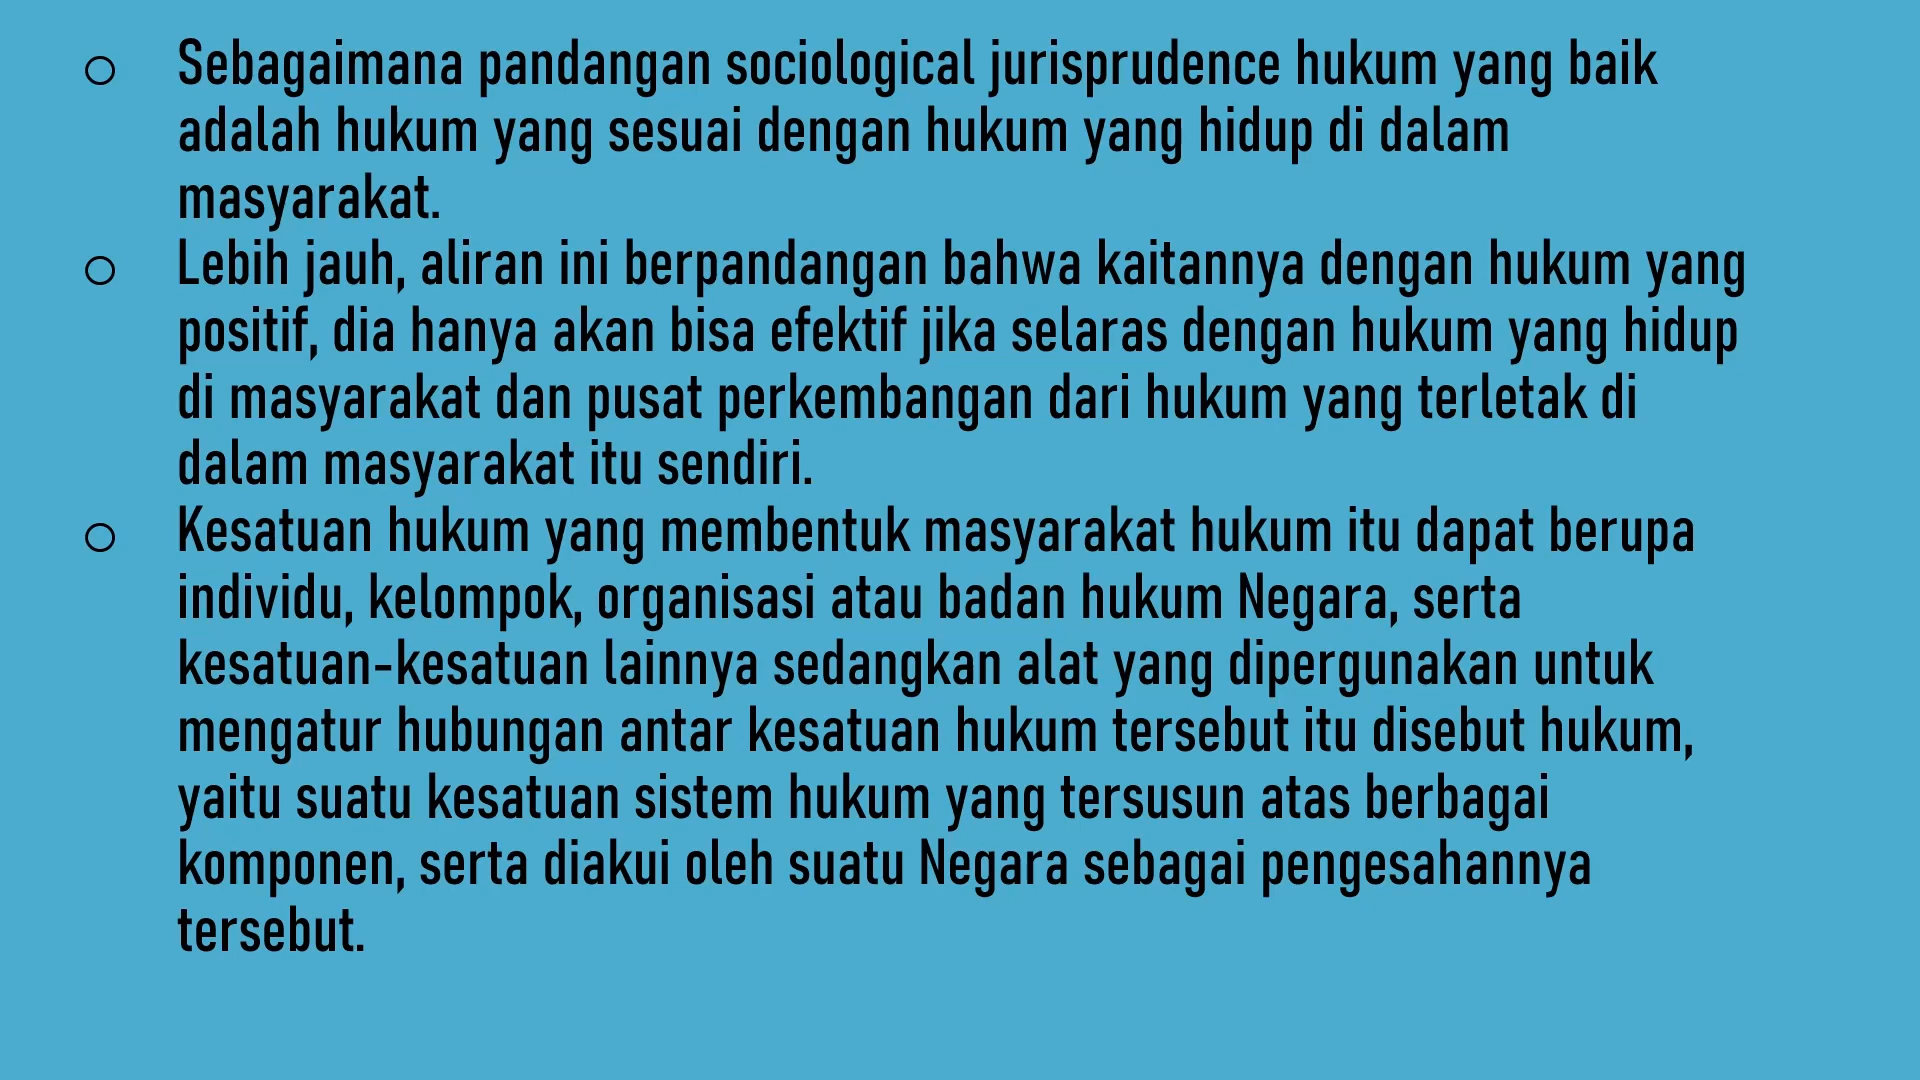 Sebagaimana pandangan sociological jurisprudence hukum yang baik
adalah hukum yang sesuai dengan hukum yang hidup di dalam
masyarakat.
Lebih jauh, aliran ini berpandangan bahwa kaitannya dengan hukum yang
positif, dia hanya akan bisa efektif jika selaras dengan hukum yang hidup
di masyarakat dan pusat perkembangan dari hukum yang terletak di
dalam masyarakat itu sendiri.
Kesatuan hukum yang membentuk masyarakat hukum itu dapat berupa
individu, kelompok, organisasi atau badan hukum Negara, serta
kesatuan-kesatuan lainnya sedangkan alat yang dipergunakan untuk
mengatur hubungan antar kesatuan hukum tersebut itu disebut hukum,
yaitu suatu kesatuan sistem hukum yang tersusun atas berbagai
komponen, serta diakui oleh suatu Negara sebagai pengesahannya
tersebut.